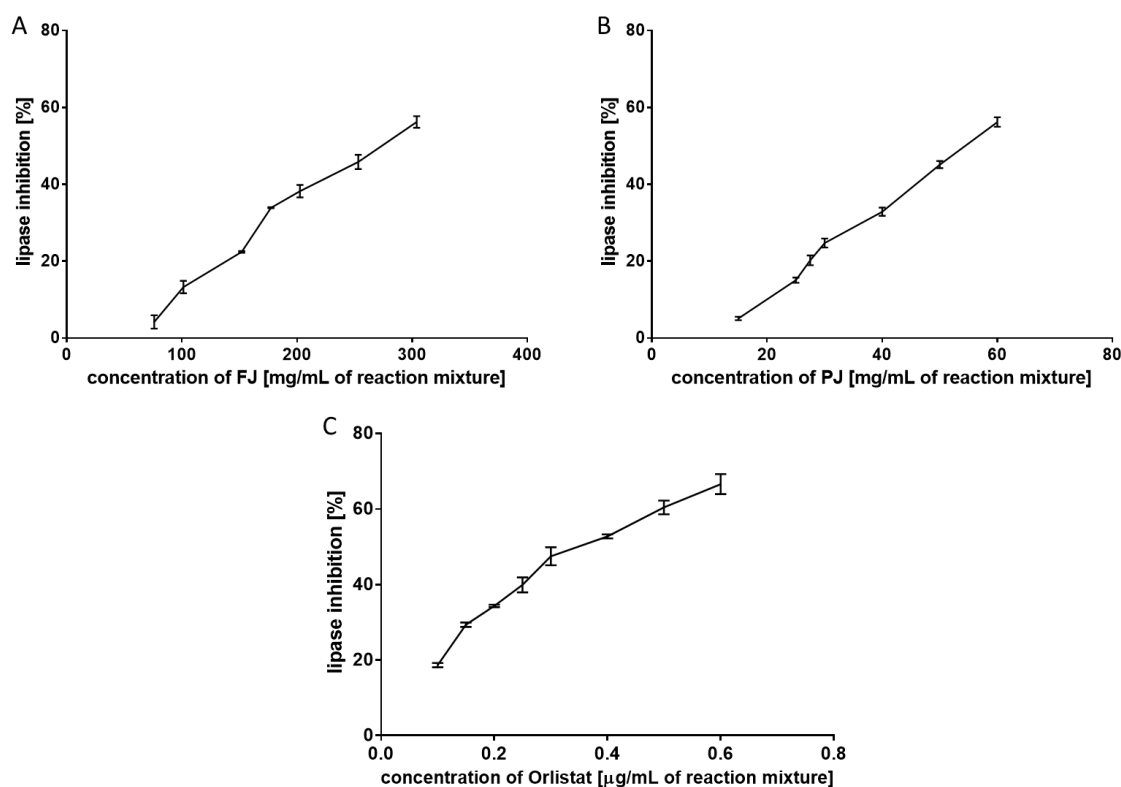 A
80
60
40
20
0
lipase inhibition [%]
0 100 200 300 400
concentration of FJ [mg/mL of reaction mixture]
B
80
60
40
20
0
lipase inhibition [%]
0 20 40 60 80
concentration of PJ [mg/mL of reaction mixture]
C
80
60
40
20
0
lipase inhibition [%]
0.0 0.2 0.4 0.6 0.8
concentration of Orlistat [µg/mL of reaction mixture]